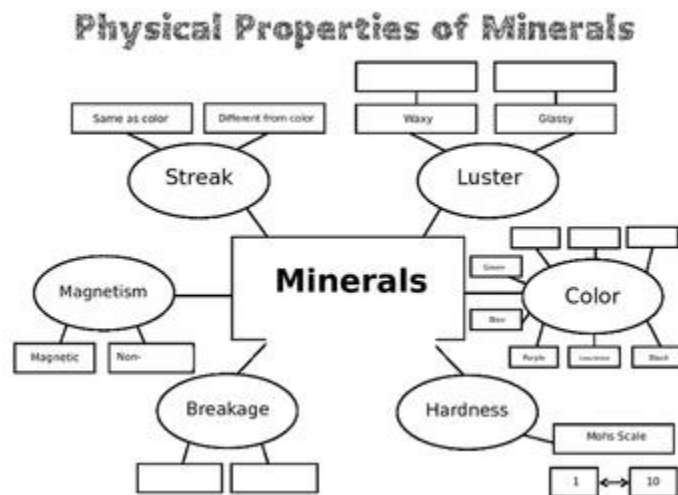 Physical Properties of Minerals
Same as color
Different from color
Waxy
Glassy
Streak
Luster
Minerals
Green
Blue
Color
Purple
Black
Magnetism
Magnetic
Non-
Breakage
Hardness
Mohs Scale
1
10